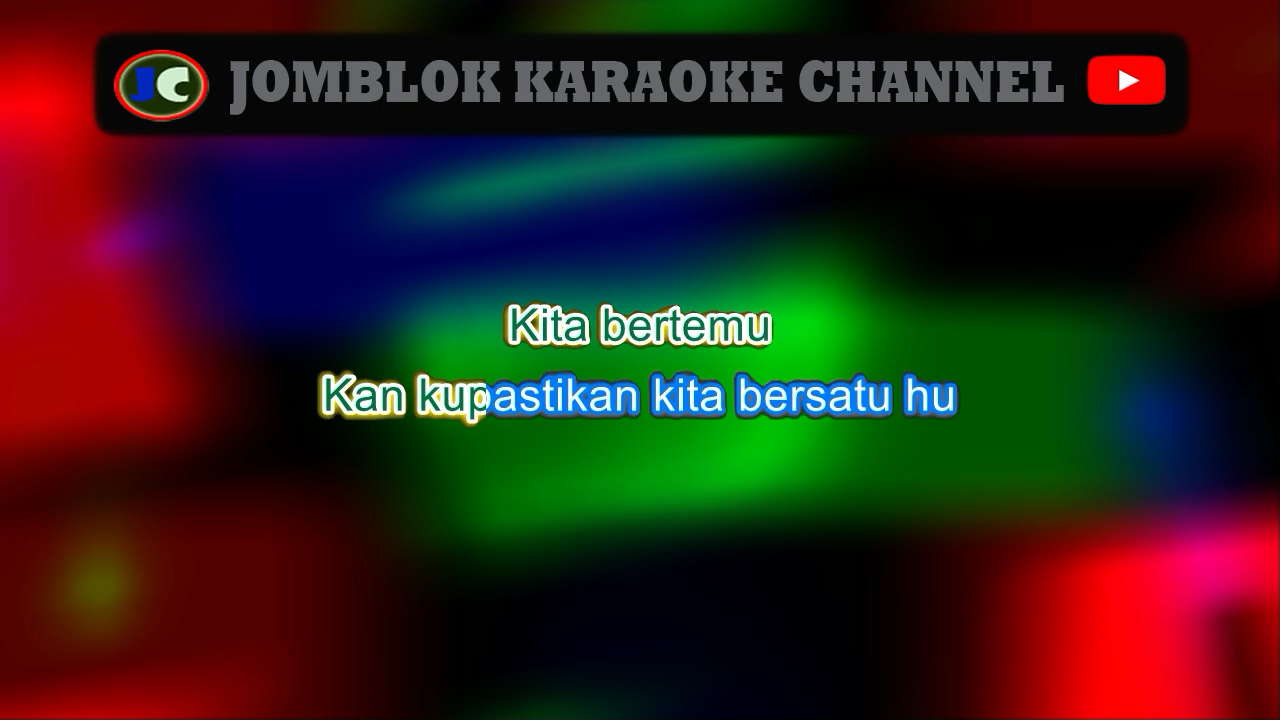 JC JOMBLOK KARAOKE CHANNEL
Kita bertemu
Kan kupastikan kita bersatu hu